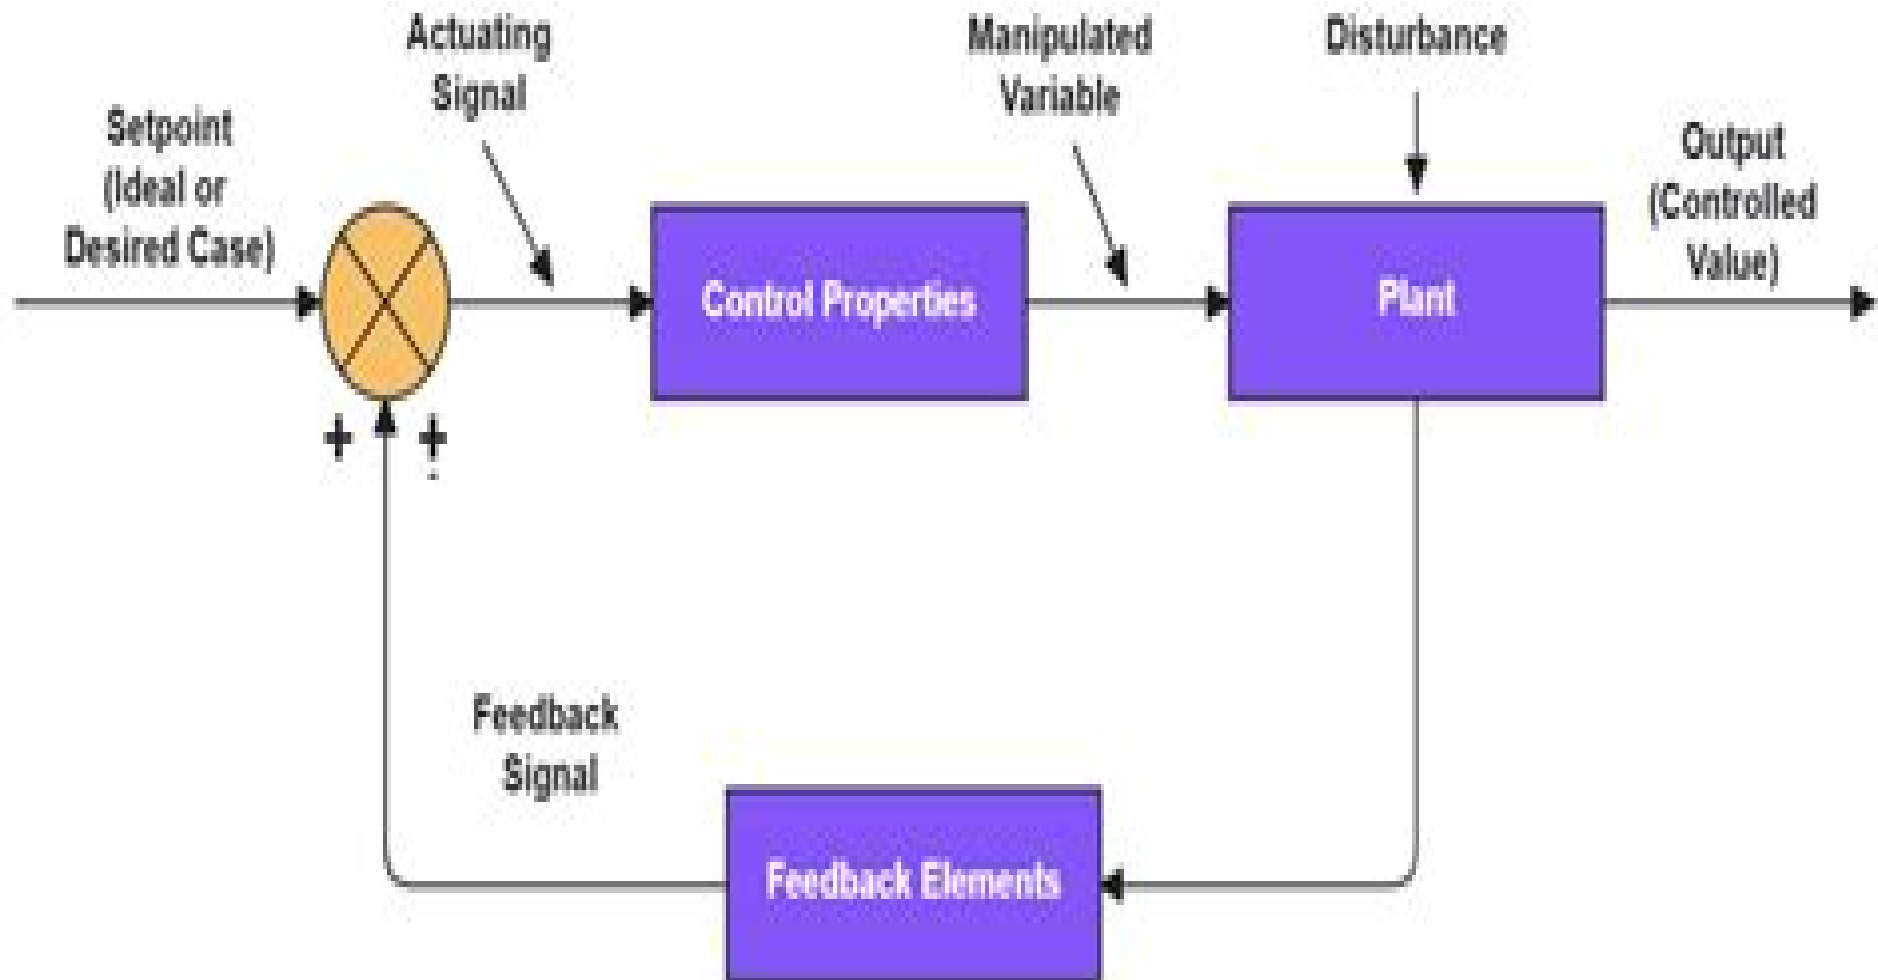 Actuating
Signal
Manipulated
Variable
Disturbance
Setpoint
(Ideal or
Desired Case)
Output
(Controlled
Value)
Control Properties
Plant
+ +
-
Feedback
Signal
Feedback Elements